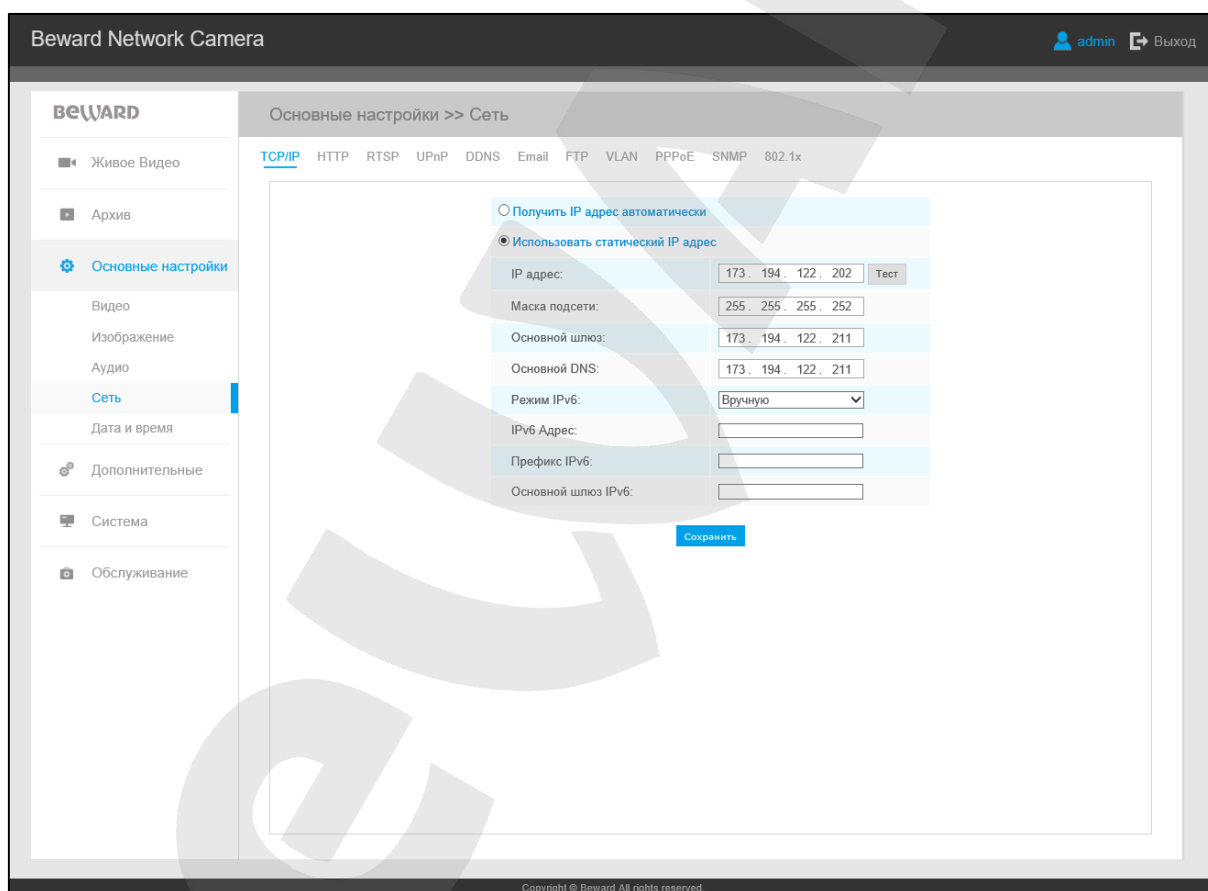 Beward Network Camera
admin Выход
BEWARD
Основные настройки >> Сеть
Живое Видео
Архив
Основные настройки
Видео
Изображение
Аудио
Сеть
Дата и время
Дополнительные
Система
Обслуживание
TCP/IP HTTP RTSP UPnP DDNS Email FTP VLAN PPPoE SNMP 802.1x
Получить IP адрес автоматически
Использовать статический IP адрес
IP адрес: 173 . 194 . 122 . 202 Тест
Маска подсети: 255 . 255 . 255 . 252
Основной шлюз: 173 . 194 . 122 . 211
Основной DNS: 173 . 194 . 122 . 211
Режим IPv6: Вручную
IPv6 Адрес:
Префикс IPv6:
Основной шлюз IPv6:
Сохранить
Copyright © Beward All rights reserved.